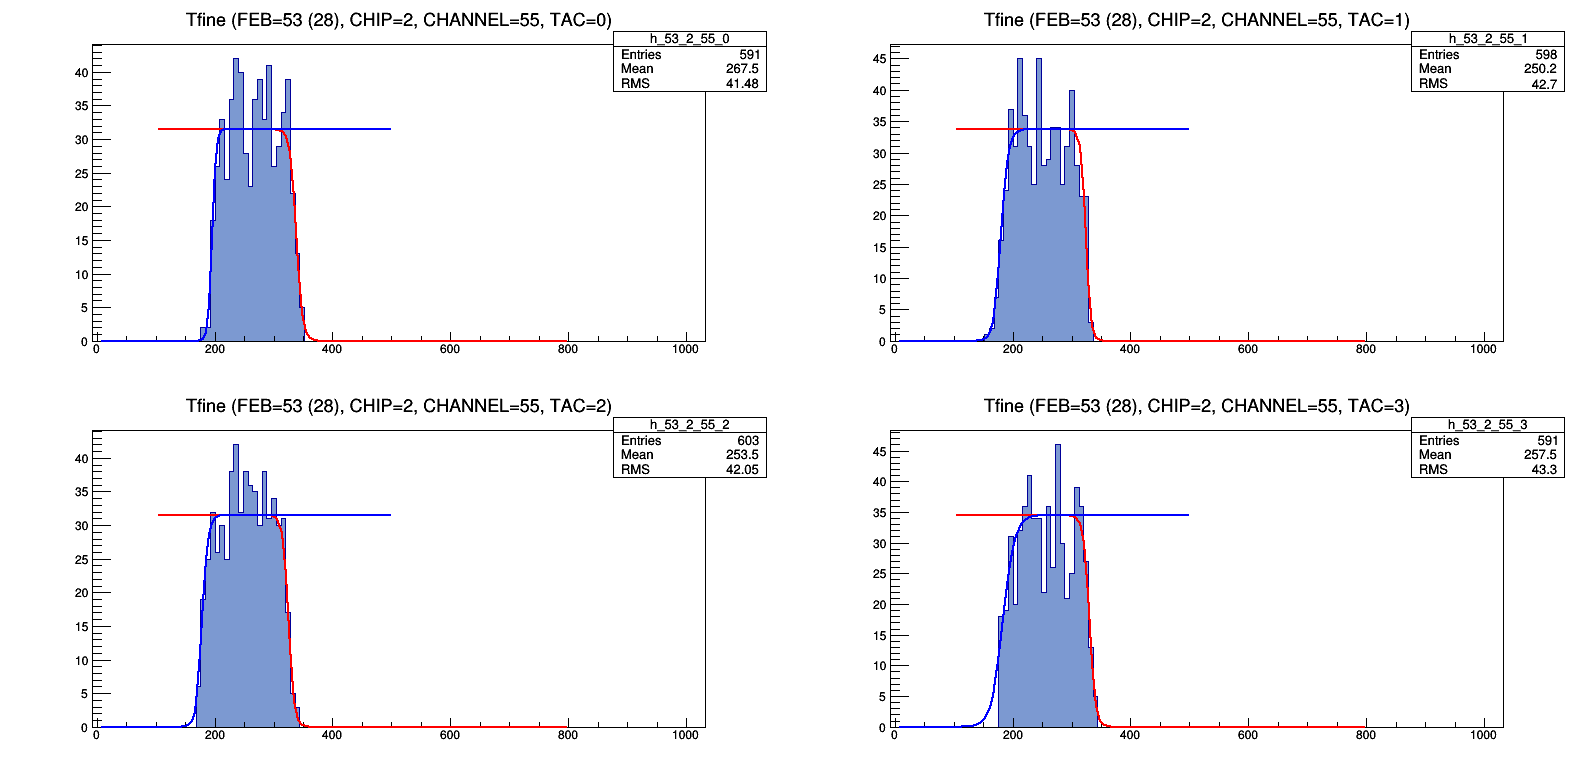 Tfine (FEB=53 (28), CHIP=2, CHANNEL=55, TAC=0)
h_53_2_55_0
Entries 591
Mean 267.5
RMS 41.48
40
35
30
25
20
15
10
5
0
0 200 400 600 800 1000
Tfine (FEB=53 (28), CHIP=2, CHANNEL=55, TAC=1)
h_53_2_55_1
Entries 598
Mean 250.2
RMS 42.7
45
40
35
30
25
20
15
10
5
0
0 200 400 600 800 1000
Tfine (FEB=53 (28), CHIP=2, CHANNEL=55, TAC=2)
h_53_2_55_2
Entries 603
Mean 253.5
RMS 42.05
40
35
30
25
20
15
10
5
0
0 200 400 600 800 1000
Tfine (FEB=53 (28), CHIP=2, CHANNEL=55, TAC=3)
h_53_2_55_3
Entries 591
Mean 257.5
RMS 43.3
45
40
35
30
25
20
15
10
5
0
0 200 400 600 800 1000